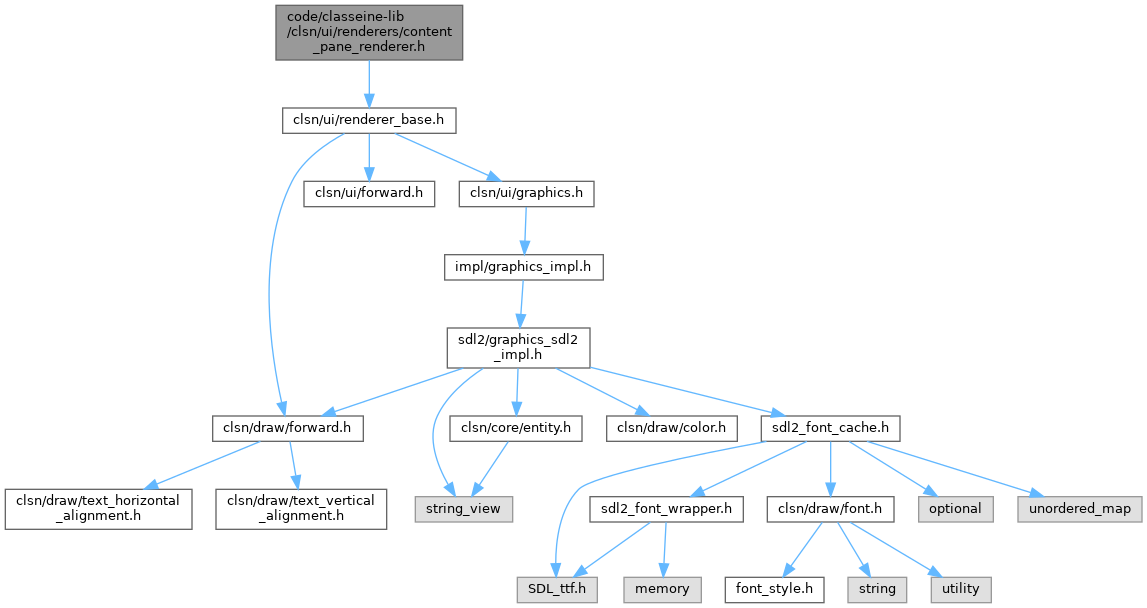 code/classeine-lib
/clsn/ui/renderers/content
_pane_renderer.h
clsn/ui/renderer_base.h
clsn/ui/forward.h
clsn/ui/graphics.h
impl/graphics_impl.h
sdl2/graphics_sdl2
_impl.h
clsn/draw/forward.h
clsn/core/entity.h
clsn/draw/color.h
sdl2_font_cache.h
clsn/draw/text_horizontal
_alignment.h
clsn/draw/text_vertical
_alignment.h
string_view
sdl2_font_wrapper.h
clsn/draw/font.h
optional
unordered_map
SDL_ttf.h
memory
font_style.h
string
utility